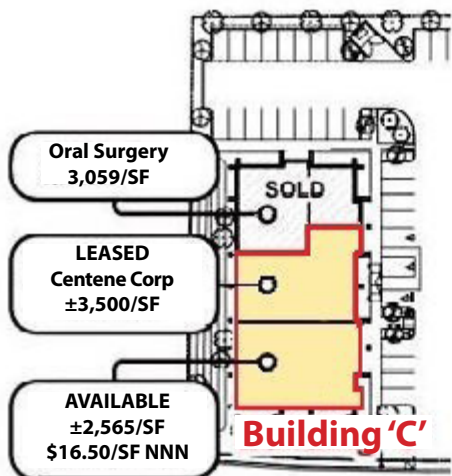 Oral Surgery
3,059/SF
SOLD
LEASED
Centene Corp
±3,500/SF
AVAILABLE
±2,565/SF
$16.50/SF NNN
Building ‘C’